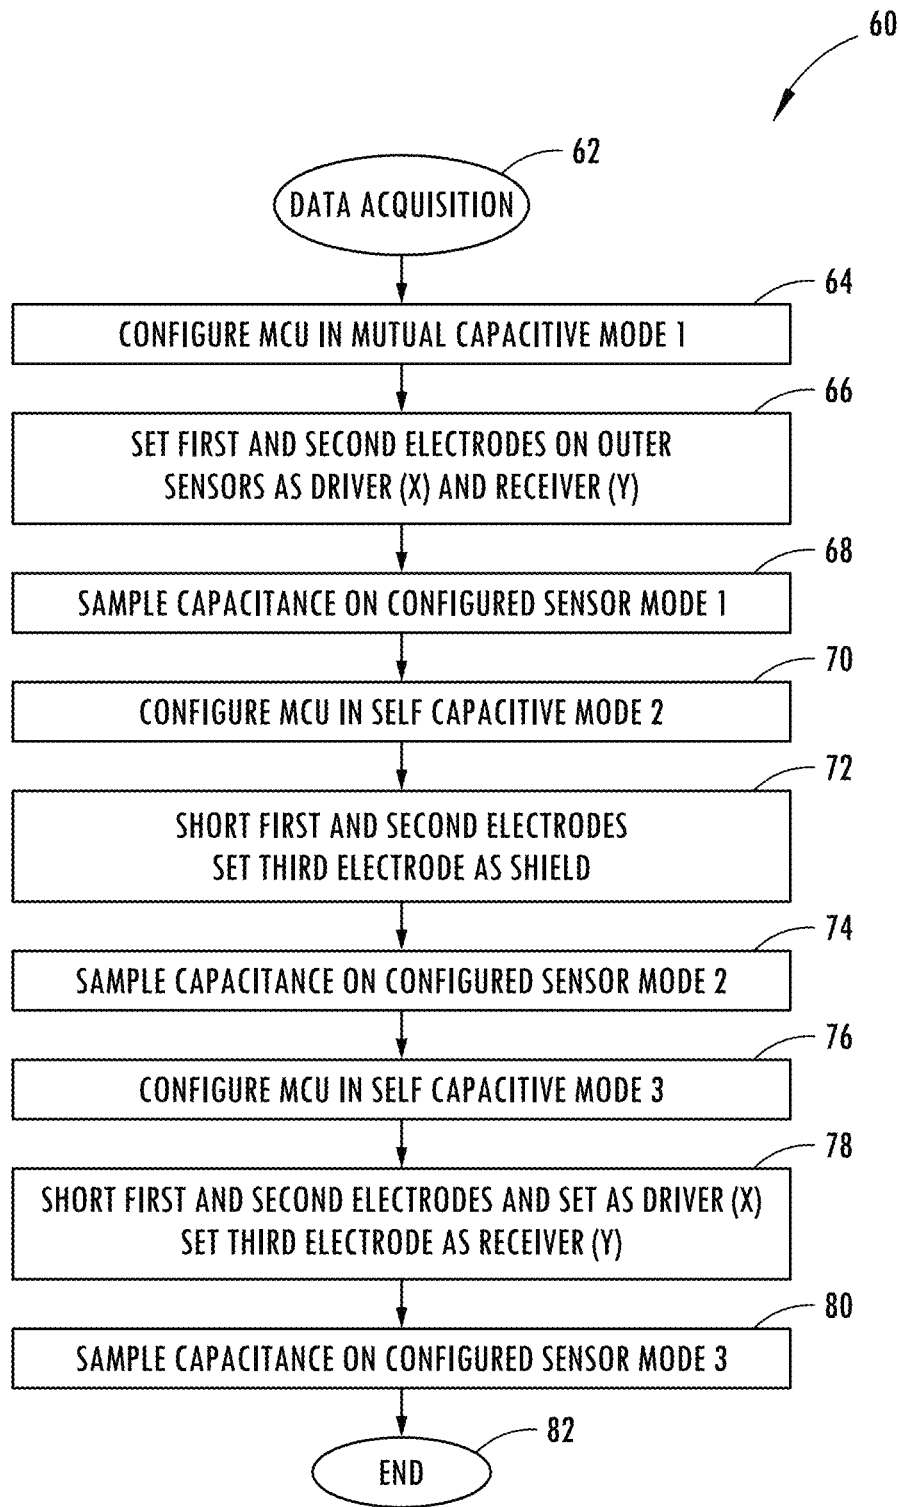 60
62
DATA ACQUISITION
64
CONFIGURE MCU IN MUTUAL CAPACITIVE MODE 1
66
SET FIRST AND SECOND ELECTRODES ON OUTER
SENSORS AS DRIVER (X) AND RECEIVER (Y)
68
SAMPLE CAPACITANCE ON CONFIGURED SENSOR MODE 1
70
CONFIGURE MCU IN SELF CAPACITIVE MODE 2
72
SHORT FIRST AND SECOND ELECTRODES
SET THIRD ELECTRODE AS SHIELD
74
SAMPLE CAPACITANCE ON CONFIGURED SENSOR MODE 2
76
CONFIGURE MCU IN SELF CAPACITIVE MODE 3
78
SHORT FIRST AND SECOND ELECTRODES AND SET AS DRIVER (X)
SET THIRD ELECTRODE AS RECEIVER (Y)
80
SAMPLE CAPACITANCE ON CONFIGURED SENSOR MODE 3
82
END